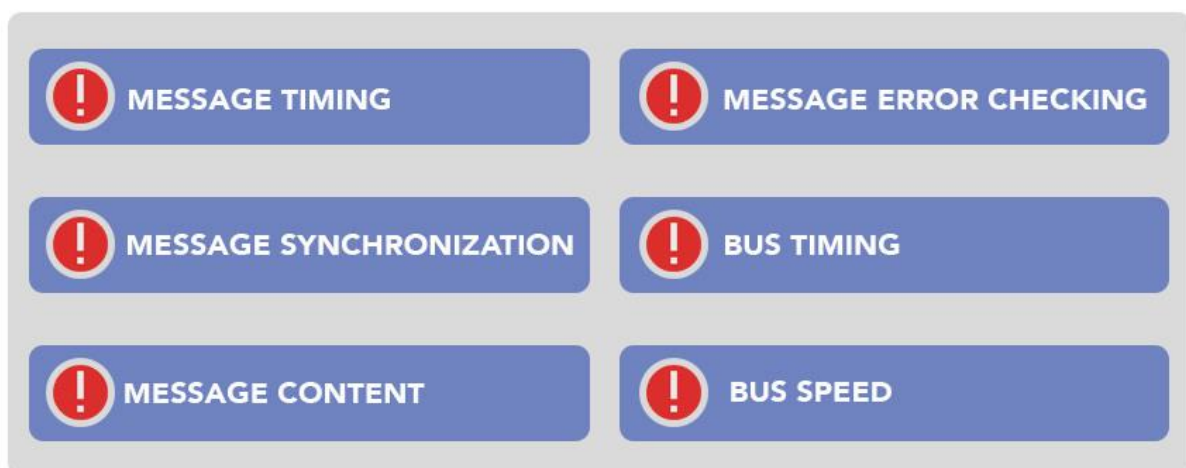 MESSAGE TIMING
MESSAGE ERROR CHECKING
MESSAGE SYNCHRONIZATION
BUS TIMING
MESSAGE CONTENT
BUS SPEED